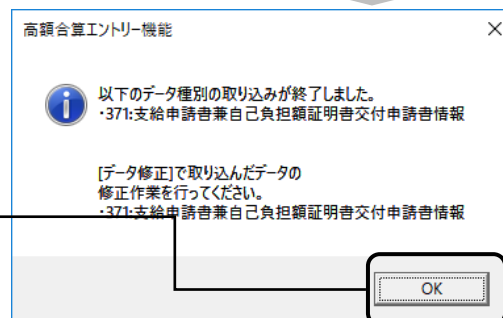 高額合算エントリー機能
以下のデータ種別の取り込みが終了しました。
・371:支給申請書兼自己負担額証明書交付申請書情報
[データ修正]で取り込んだデータの
修正作業を行ってください。
・371:支給申請書兼自己負担額証明書交付申請書情報
OK